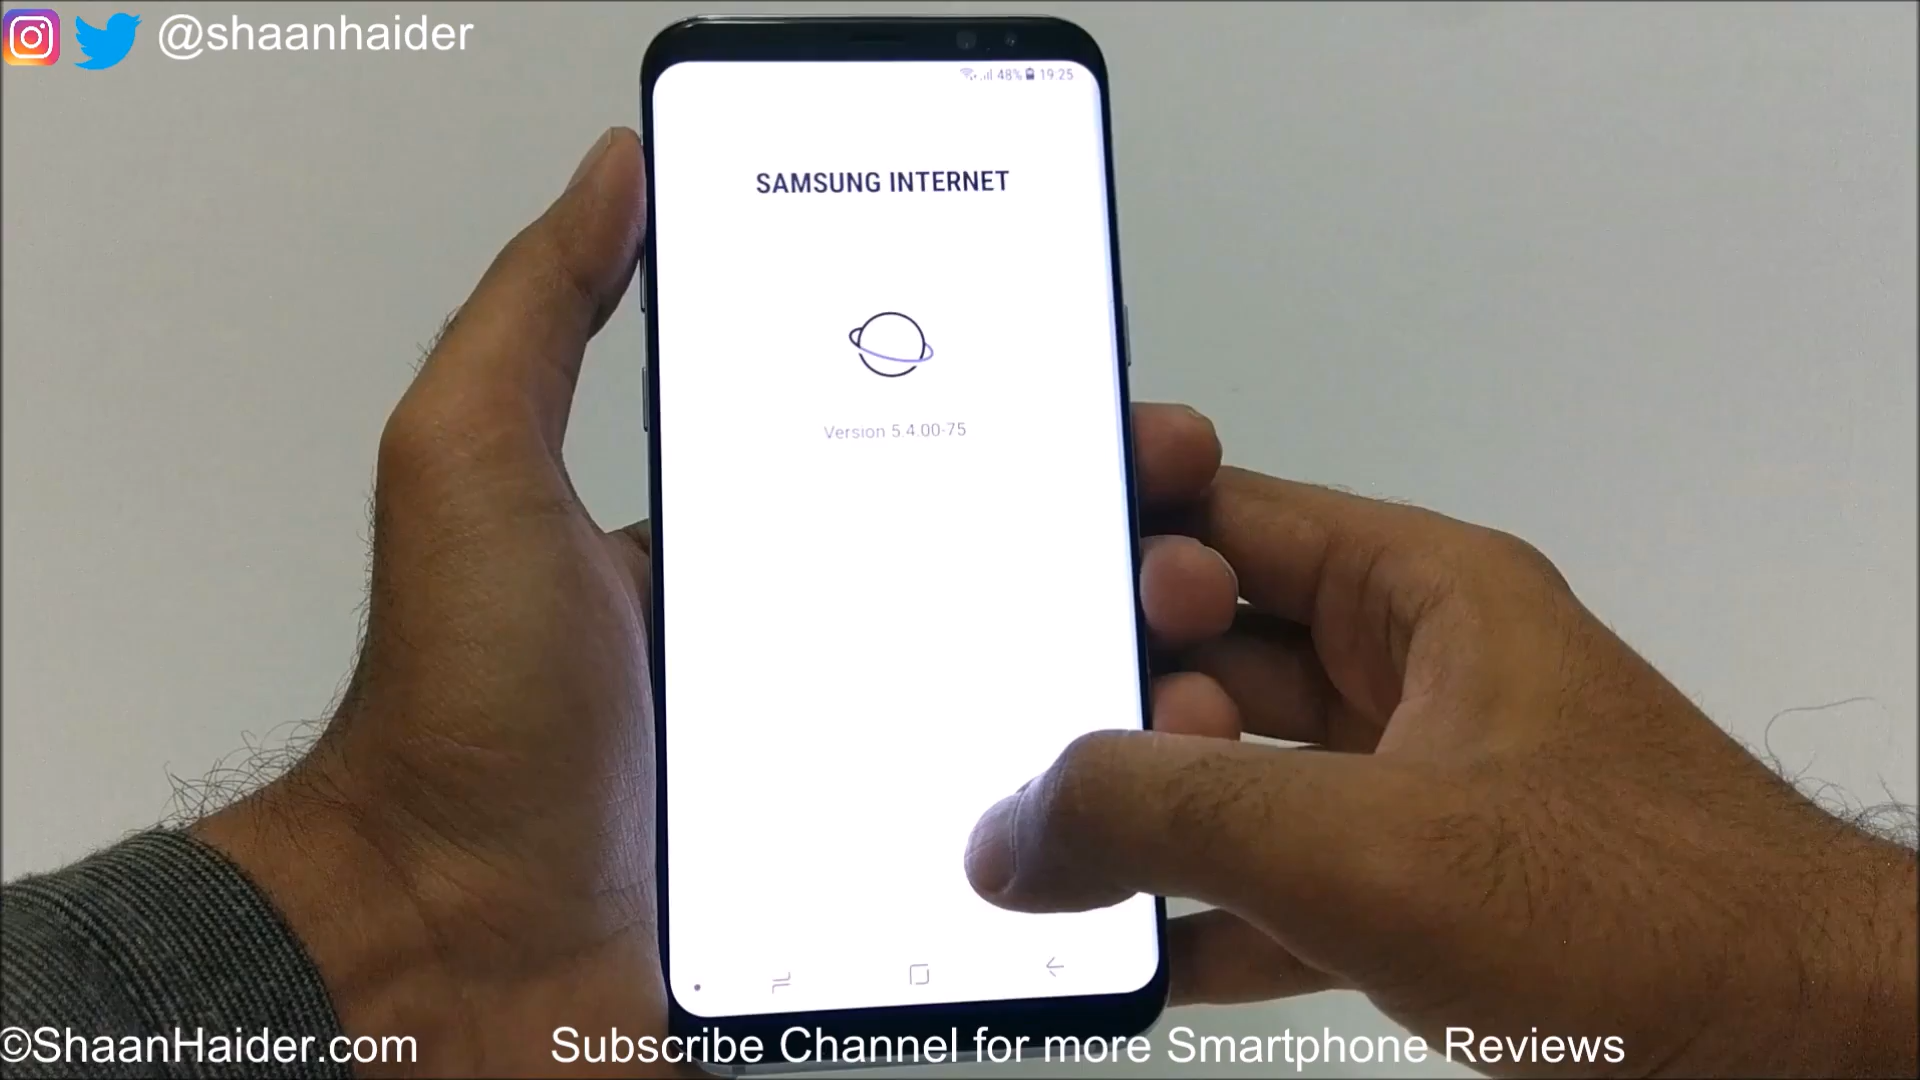 @shaanhaider
48% 19:25
SAMSUNG INTERNET
Version 5.4.00-75
©ShaanHaider.com
Subscribe Channel for more Smartphone Reviews